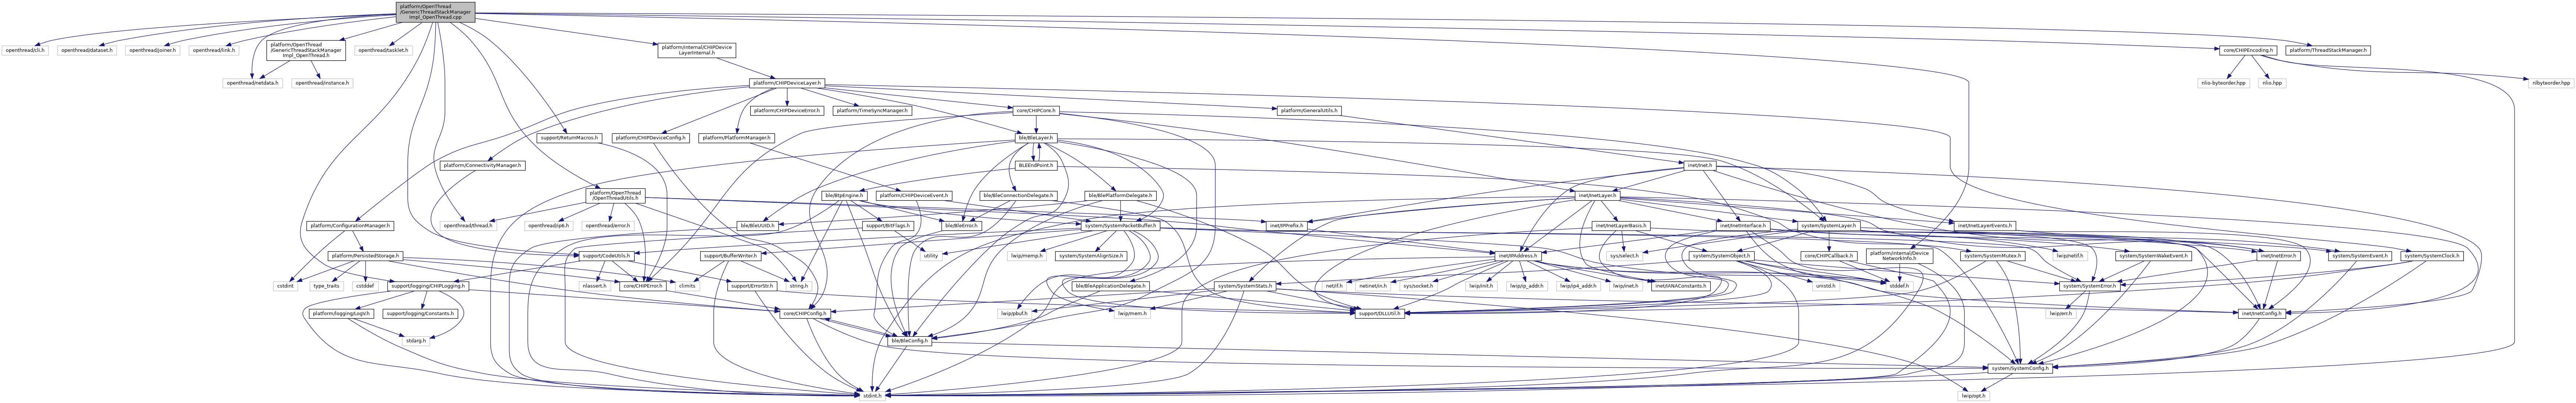 platform/OpenThread
/GenericThreadStackManager
Impl_OpenThread.cpp
openthread/cli.h
openthread/dataset.h
openthread/joiner.h
openthread/link.h
platform/OpenThread
/GenericThreadStackManager
Impl_OpenThread.h
openthread/tasklet.h
platform/internal/CHIPDevice
LayerInternal.h
core/CHIPEncoding.h
platform/ThreadStackManager.h
openthread/netdata.h
openthread/instance.h
platform/CHIPDeviceLayer.h
nlio-byteorder.hpp
nlio.hpp
nlbyteorder.hpp
platform/CHIPDeviceError.h
platform/TimeSyncManager.h
core/CHIPCore.h
platform/GeneralUtils.h
support/ReturnMacros.h
platform/CHIPDeviceConfig.h
platform/PlatformManager.h
ble/BleLayer.h
platform/ConnectivityManager.h
BLEEndPoint.h
inet/Inet.h
platform/OpenThread
/OpenThreadUtils.h
ble/BtpEngine.h
platform/CHIPDeviceEvent.h
ble/BleConnectionDelegate.h
ble/BlePlatformDelegate.h
inet/InetLayer.h
platform/ConfigurationManager.h
openthread/thread.h
openthread/ip6.h
openthread/error.h
ble/BleUUID.h
support/BitFlags.h
ble/BleError.h
system/SystemPacketBuffer.h
inet/IPPrefix.h
inet/InetLayerBasis.h
inet/InetInterface.h
system/SystemLayer.h
inet/InetLayerEvents.h
platform/PersistedStorage.h
support/CodeUtils.h
support/BufferWriter.h
utility
lwip/mem.h
system/SystemAlignSize.h
inet/IPAddress.h
sys/select.h
system/SystemObject.h
core/CHIPCallback.h
platform/internal/Device
NetworkInfo.h
system/SystemMutex.h
lwip/netif.h
system/SystemWakeEvent.h
inet/InetError.h
system/SystemEvent.h
system/SystemClock.h
cstdint
type_traits
cstddef
support/logging/CHIPLogging.h
nlassert.h
core/CHIPError.h
climits
support/ErrorStr.h
string.h
ble/BleApplicationDelegate.h
system/SystemStats.h
net/if.h
netinet/in.h
sys/socket.h
lwip/init.h
lwip/ip_addr.h
lwip/ip4_addr.h
lwip/inet.h
inet/IANAConstants.h
unistd.h
stddef.h
system/SystemError.h
platform/logging/LogV.h
support/logging/Constants.h
core/CHIPConfig.h
lwip/pbuf.h
lwip/mem.h
support/DLLUtil.h
lwip/err.h
inet/InetConfig.h
stdarg.h
ble/BleConfig.h
system/SystemConfig.h
stdint.h
lwip/opt.h